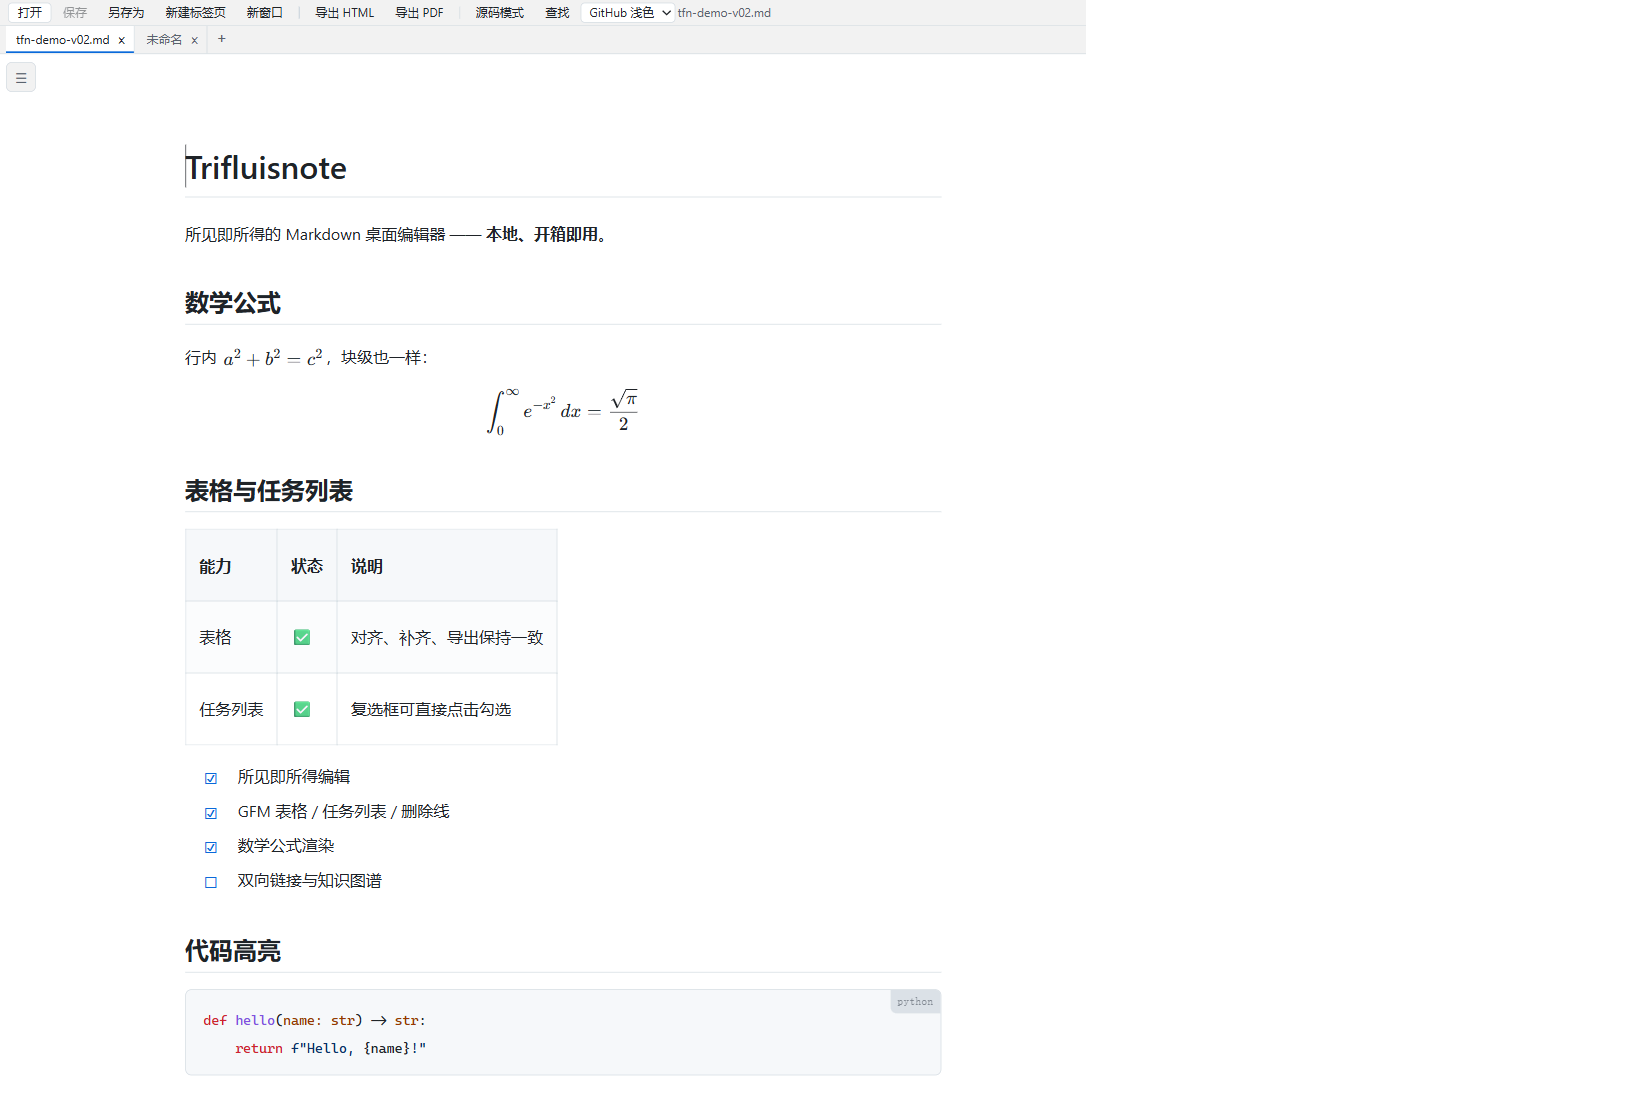 打开 保存 另存为 新建标签页 新窗口 导出 HTML 导出 PDF 源码模式 查找 GitHub 浅色 tfn-demo-v02.md
tfn-demo-v02.md x 未命名 x +
☰
Trifluisnote
所见即所得的 Markdown 桌面编辑器 —— 本地、开箱即用。
数学公式
行内 a² + b² = c²，块级也一样：
∫₀^∞ e^{-x²} dx = √π / 2
表格与任务列表
能力 状态 说明
表格 ✅ 对齐、补齐、导出保持一致
任务列表 ✅ 复选框可直接点击勾选
☑ 所见即所得编辑
☑ GFM 表格 / 任务列表 / 删除线
☑ 数学公式渲染
☐ 双向链接与知识图谱
代码高亮
python
def hello(name: str) -> str:
    return f"Hello, {name}!"